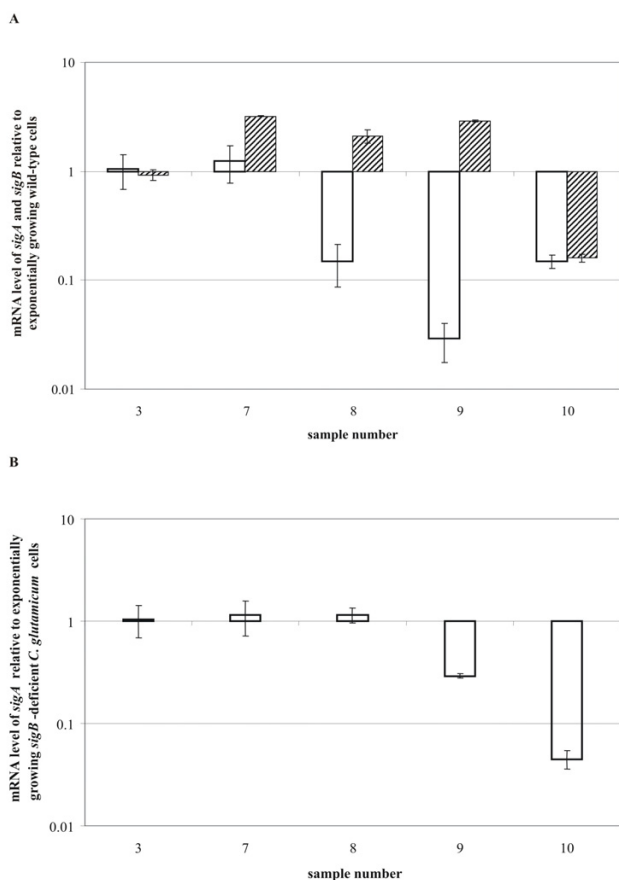 A
mRNA level of sigA and sigB relative to
exponentially growing wild-type cells
10
1
0.1
0.01
3 7 8 9 10
sample number
B
mRNA level of sigA relative to exponentially
growing sigB -deficient C. glutamicum cells
10
1
0.1
0.01
3 7 8 9 10
sample number